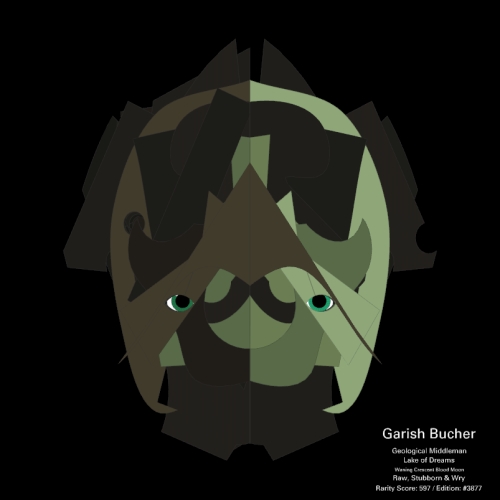 Garish Bucher
Geological Middleman
Lake of Dreams
Waning Crescent Blood Moon
Raw, Stubborn & Wry
Rarity Score: 597 / Edition: #3877